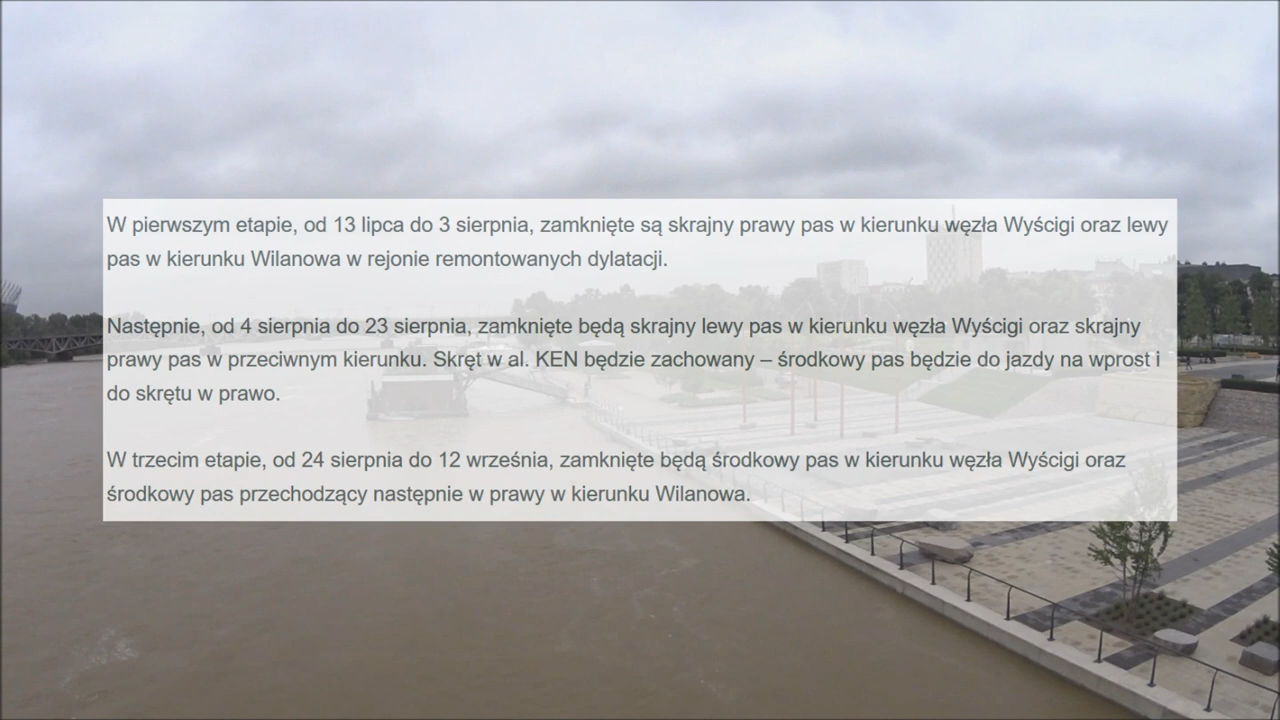 W pierwszym etapie, od 13 lipca do 3 sierpnia, zamknięte są skrajny prawy pas w kierunku węzła Wyścigi oraz lewy
pas w kierunku Wilanowa w rejonie remontowanych dylatacji.
Następnie, od 4 sierpnia do 23 sierpnia, zamknięte będą skrajny lewy pas w kierunku węzła Wyścigi oraz skrajny
prawy pas w przeciwnym kierunku. Skręt w al. KEN będzie zachowany – środkowy pas będzie do jazdy na wprost i
do skrętu w prawo.
W trzecim etapie, od 24 sierpnia do 12 września, zamknięte będą środkowy pas w kierunku węzła Wyścigi oraz
środkowy pas przechodzący następnie w prawy w kierunku Wilanowa.